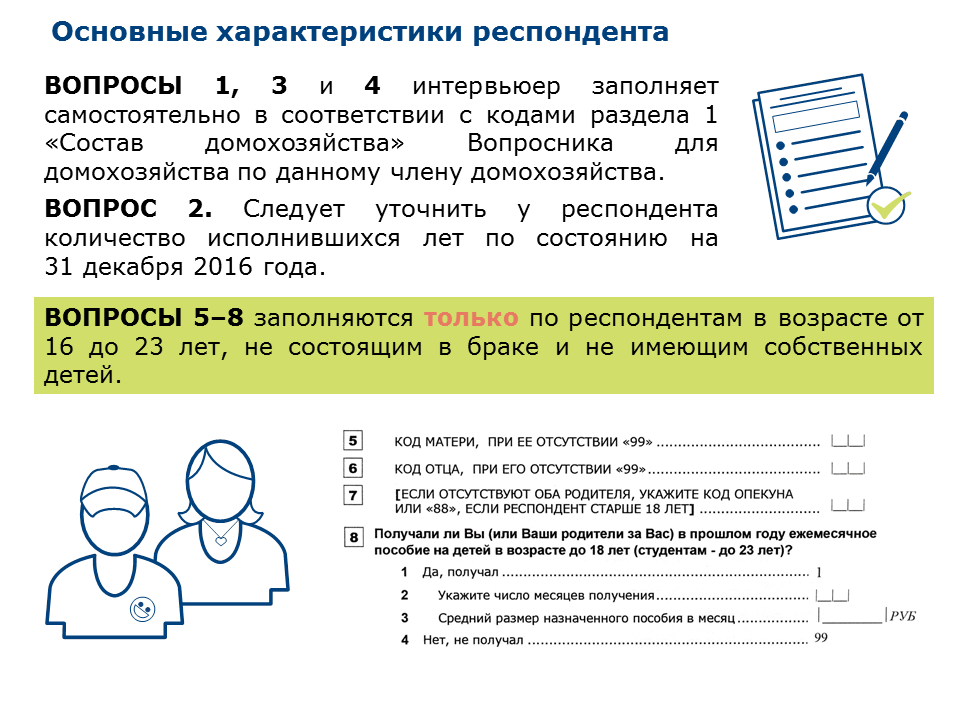 Основные характеристики респондента
ВОПРОСЫ 1, 3 и 4 интервьюер заполняет
самостоятельно в соответствии с кодами раздела 1
«Состав домохозяйства» Вопросника для
домохозяйства по данному члену домохозяйства.
ВОПРОС 2. Следует уточнить у респондента
количество исполнившихся лет по состоянию на
31 декабря 2016 года.
ВОПРОСЫ 5–8 заполняются только по респондентам в возрасте от
16 до 23 лет, не состоящим в браке и не имеющим собственных
детей.
5 КОД МАТЕРИ, ПРИ ЕЕ ОТСУТСТВИИ «99» ........................................ |__|__|
6 КОД ОТЦА, ПРИ ЕГО ОТСУТСТВИИ «99».......................................... |__|__|
7 [ЕСЛИ ОТСУТСТВУЮТ ОБА РОДИТЕЛЯ, УКАЖИТЕ КОД ОПЕКУНА
ИЛИ «88», ЕСЛИ РЕСПОНДЕНТ СТАРШЕ 18 ЛЕТ] .............................. |__|__|
8 Получали ли Вы (или Ваши родители за Вас) в прошлом году ежемесячное
пособие на детей в возрасте до 18 лет (студентам - до 23 лет)?
1 Да, получал ........................................................................ 1
2 Укажите число месяцев получения.................................... |__|__|
3 Средний размер назначенного пособия в месяц................. |________| РУБ
4 Нет, не получал .................................................................. 99